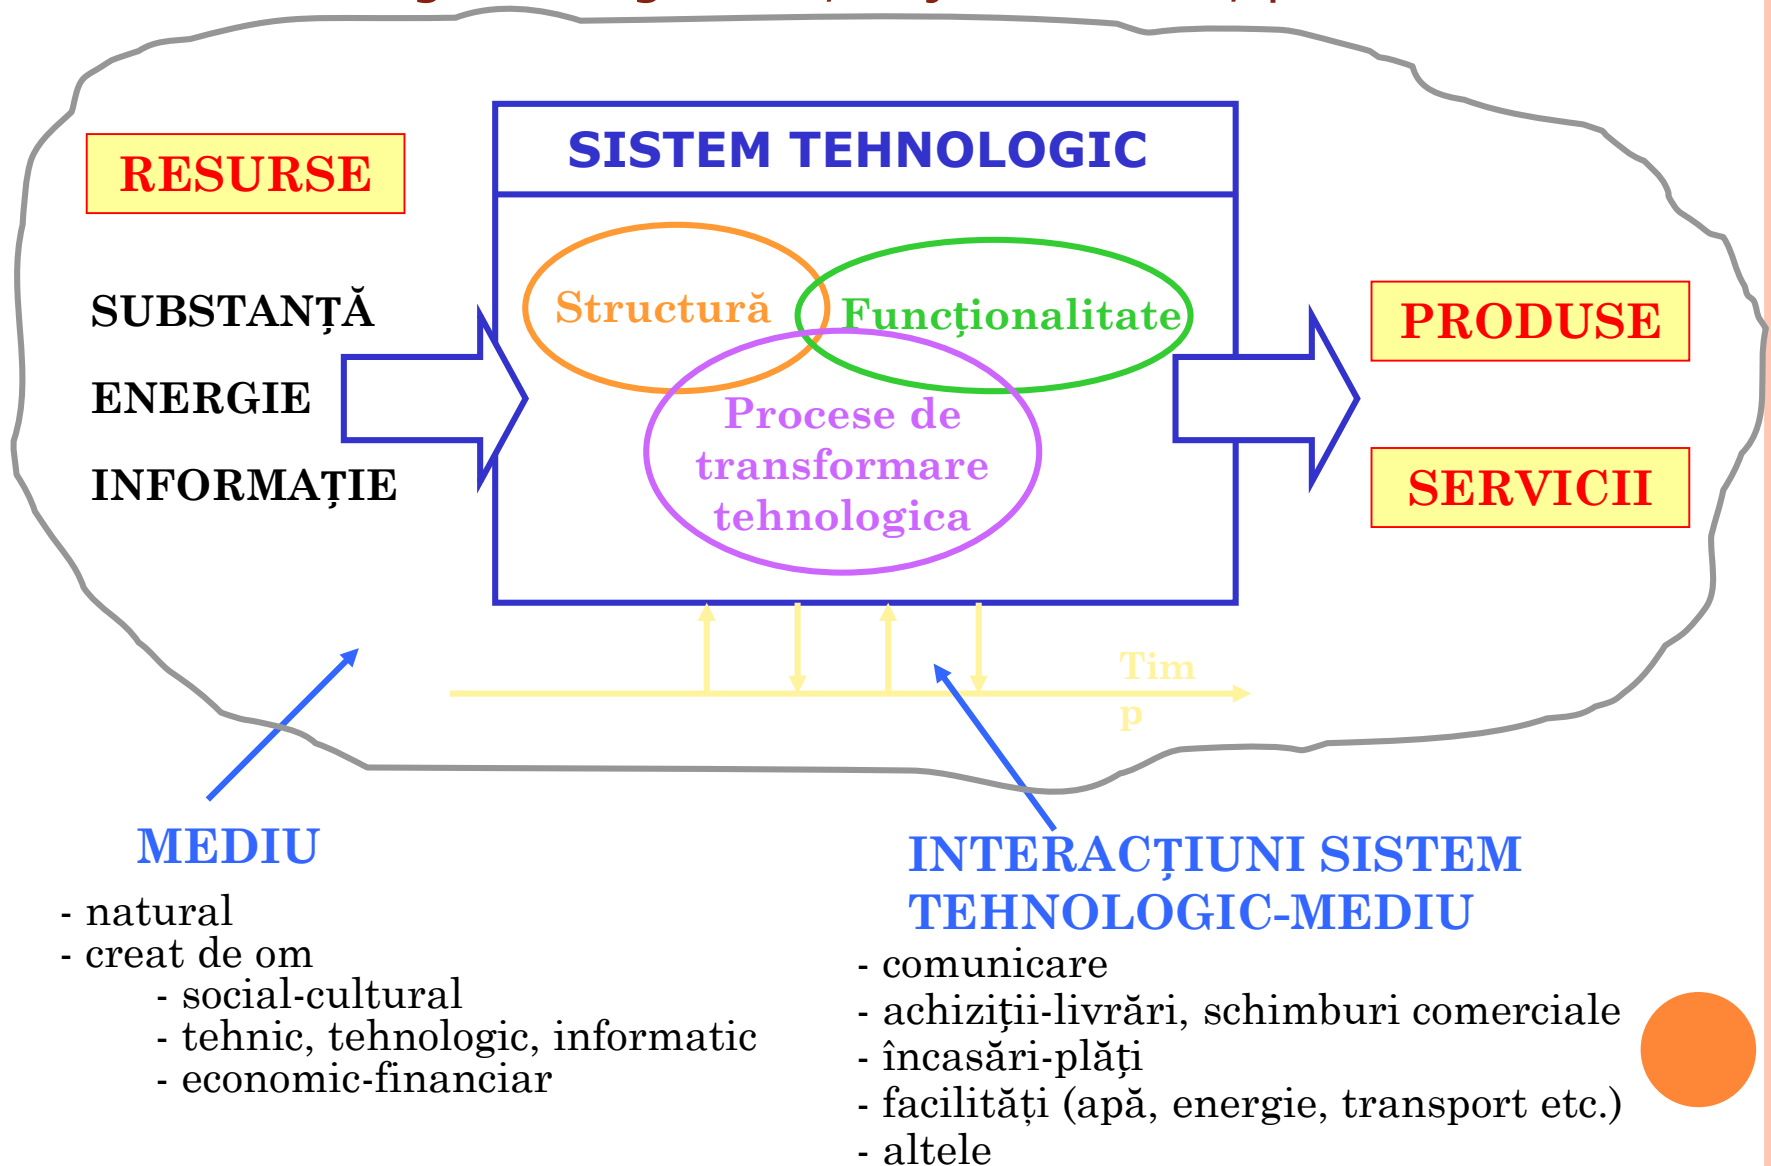 SISTEM TEHNOLOGIC
RESURSE
SUBSTANȚĂ
ENERGIE
INFORMAȚIE
Structură
Funcționalitate
Procese de
transformare
tehnologica
PRODUSE
SERVICII
Tim
p
MEDIU
- natural
- creat de om
- social-cultural
- tehnic, tehnologic, informatic
- economic-financiar
INTERACȚIUNI SISTEM
TEHNOLOGIC-MEDIU
- comunicare
- achiziții-livrări, schimburi comerciale
- încasări-plăți
- facilități (apă, energie, transport etc.)
- altele